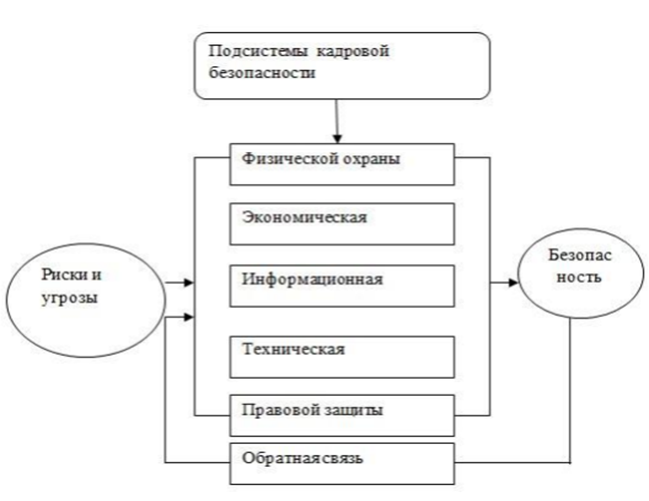 Подсистемы кадровой
безопасности
Физической охраны
Экономическая
Риски и
угрозы
Информационная
Безопас
ность
Техническая
Правовой защиты
Обратная связь